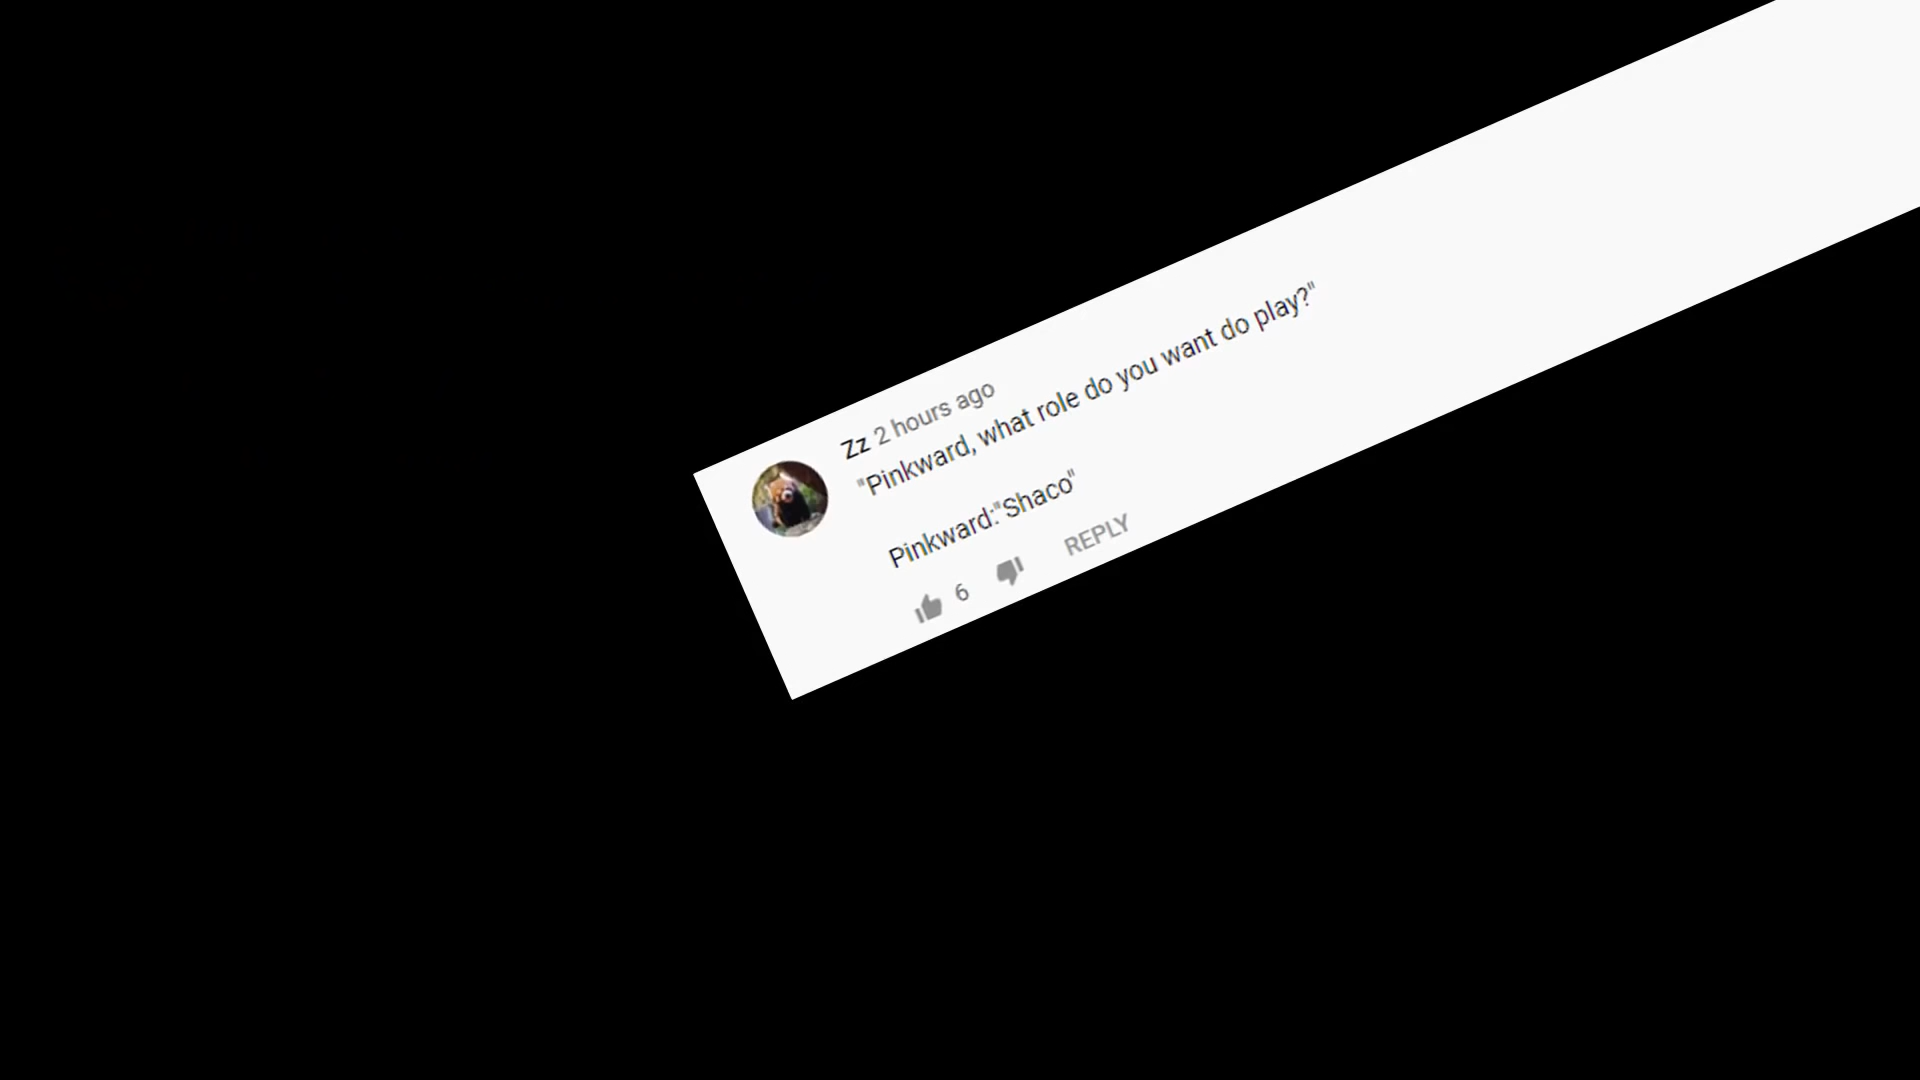 Zz 2 hours ago
"Pinkward, what role do you want do play?"
Pinkward:"Shaco"
6 REPLY